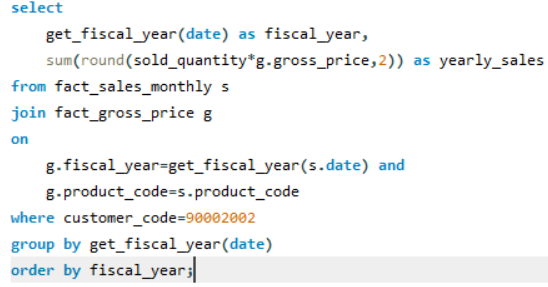 select
get_fiscal_year(date) as fiscal_year,
sum(round(sold_quantity*g.gross_price,2)) as yearly_sales
from fact_sales_monthly s
join fact_gross_price g
on
g.fiscal_year=get_fiscal_year(s.date) and
g.product_code=s.product_code
where customer_code=90002002
group by get_fiscal_year(date)
order by fiscal_year;